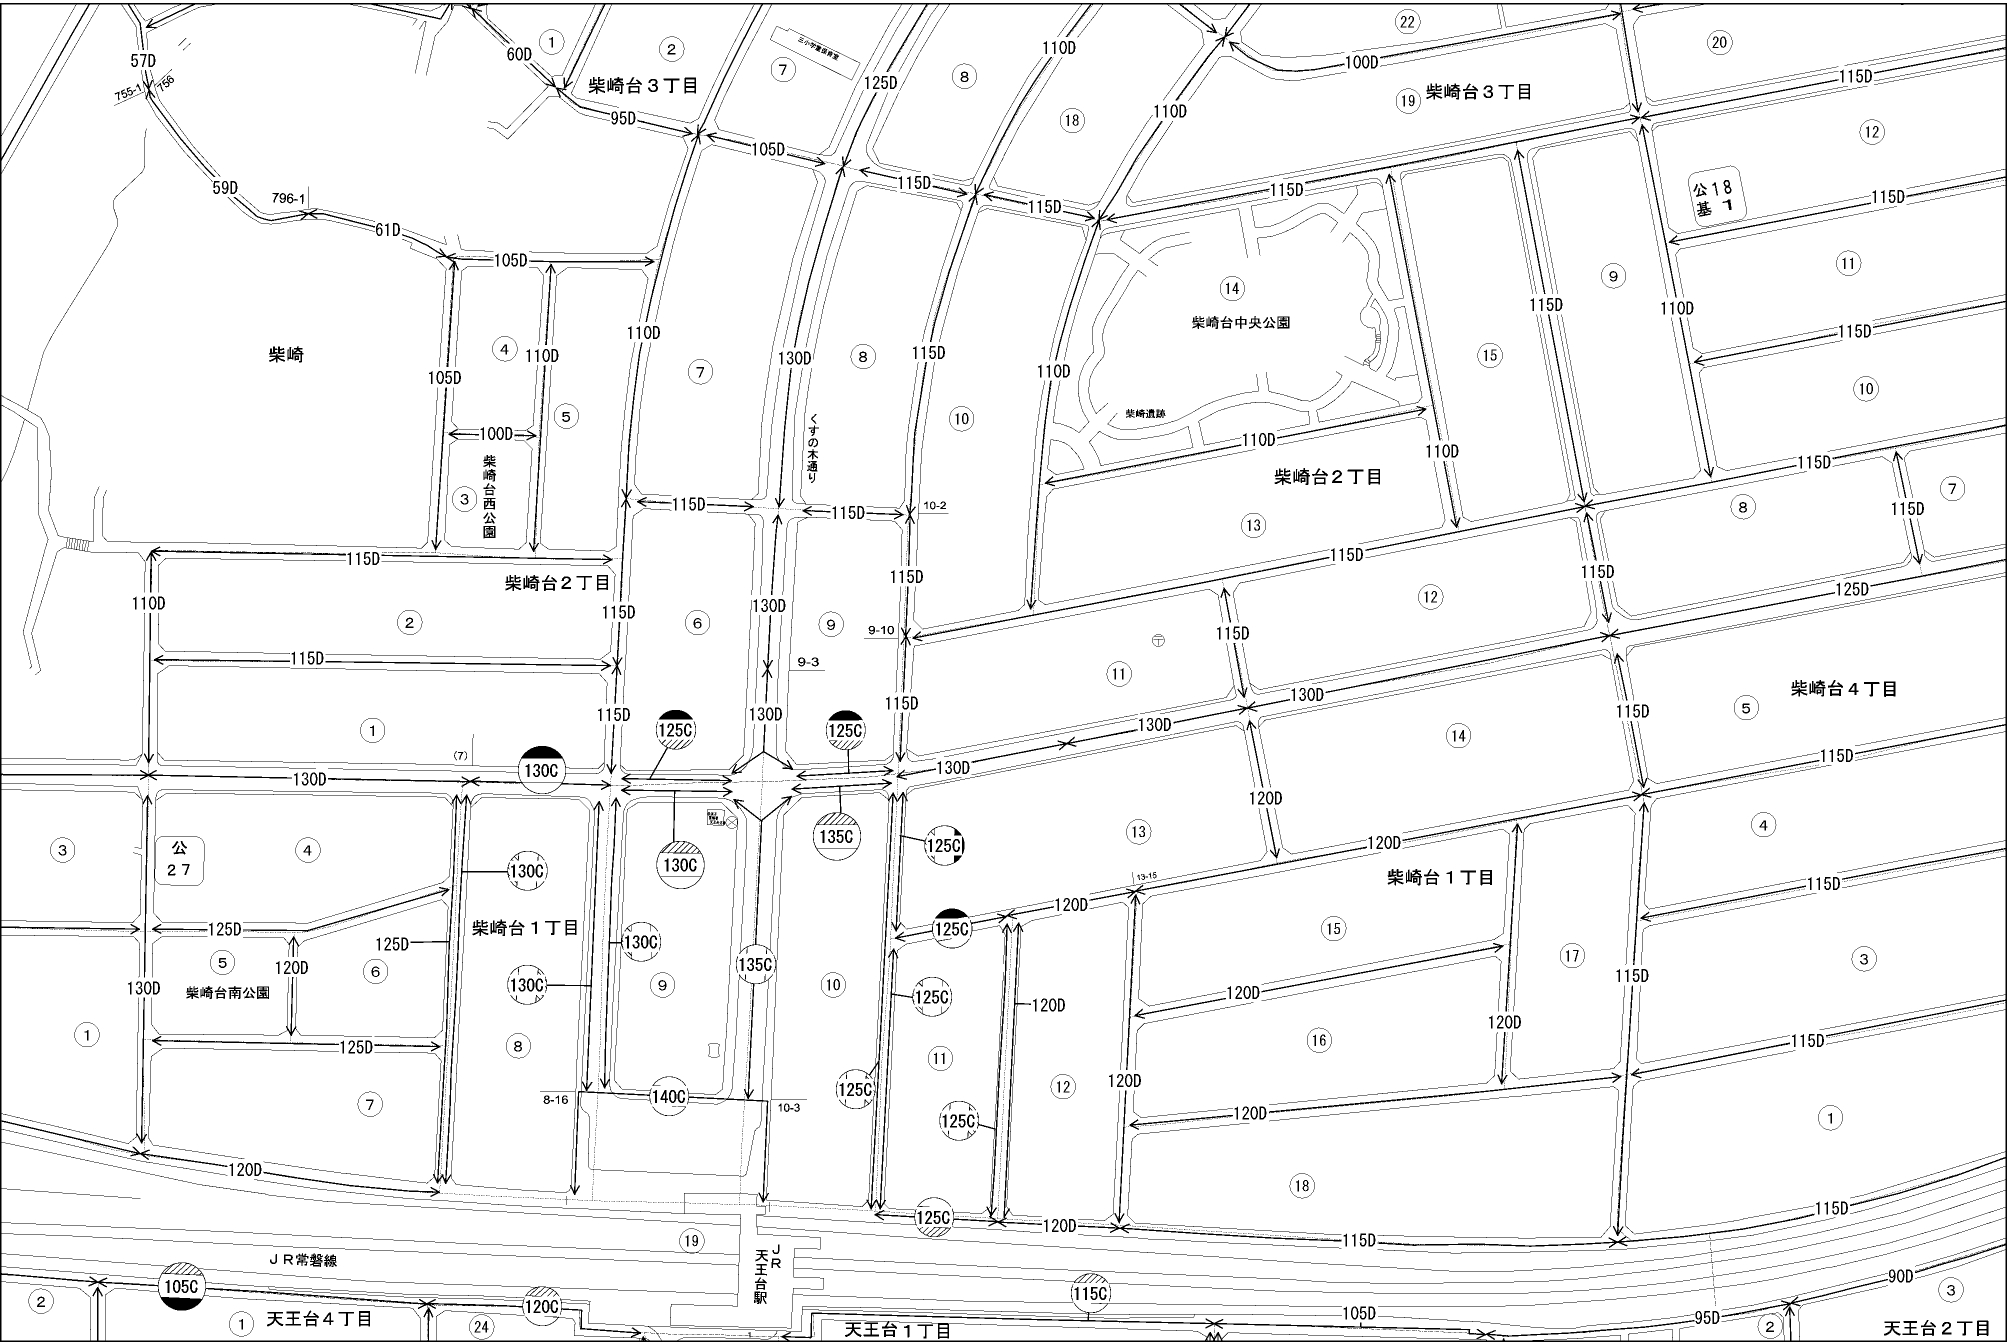 57D
60D
①
②
三小学童保育室
⑦
125D
⑧
110D
22
100D
20
755-1
756
柴崎台3丁目
95D
105D
115D
115D
⑱
110D
⑲
柴崎台3丁目
115D
⑫
59D
796-1
61D
105D
115D
公18
基 1
115D
⑪
⑨
⑭
柴崎台中央公園
115D
110D
115D
110D
柴崎
④
110D
105D
⑦
130D
⑧
115D
110D
⑮
⑩
⑤
100D
柴崎台西公園
③
くすの木通り
⑩
柴崎遺跡
110D
110D
柴崎台2丁目
115D
115D
115D
10-2
⑬
⑧
⑦
115D
115D
115D
柴崎台2丁目
110D
②
115D
⑥
130D
⑨
115D
9-10
⑫
115D
125D
115D
9-3
115D
〒
⑪
130D
柴崎台4丁目
①
115D
125C
130D
125C
115D
130D
⑭
115D
⑤
(7)
130D
130C
130D
115D
③
公
27
④
130C
130C
135C
125C
⑬
120D
120D
④
柴崎台1丁目
13-15
115D
125D
125D
柴崎台1丁目
130C
125C
120D
⑮
⑤
120D
⑥
柴崎台南公園
130D
130C
⑨
135C
⑩
125C
120D
120D
⑰
115D
③
①
125D
⑧
⑪
⑯
120D
115D
⑦
8-16
140C
10-3
125C
125C
⑫
120D
120D
①
120D
125C
120D
⑱
115D
115D
⑲
JR常磐線
JR
天王台駅
②
105C
①
天王台4丁目
120C
24
115C
天王台1丁目
105D
95D
90D
②
③
天王台2丁目